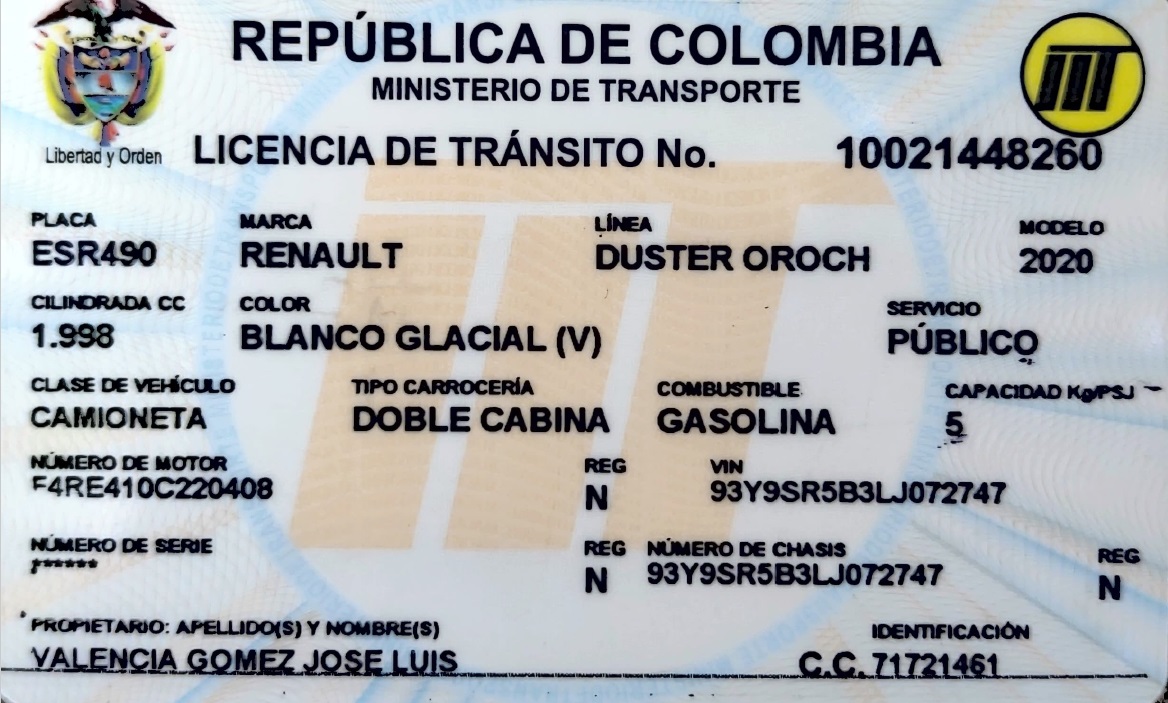 REPÚBLICA DE COLOMBIA
MINISTERIO DE TRANSPORTE
Libertad y Orden
LICENCIA DE TRÁNSITO No. 10021448260
PLACA MARCA LÍNEA MODELO
ESR490 RENAULT DUSTER OROCH 2020
CILINDRADA CC COLOR SERVICIO
1.998 BLANCO GLACIAL (V) PÚBLICO
CLASE DE VEHÍCULO TIPO CARROCERÍA COMBUSTIBLE CAPACIDAD Kg/PSJ
CAMIONETA DOBLE CABINA GASOLINA 5
NÚMERO DE MOTOR REG VIN
F4RE410C220408 N 93Y9SR5B3LJ072747
NÚMERO DE SERIE REG NÚMERO DE CHASIS REG
****** N 93Y9SR5B3LJ072747 N
PROPIETARIO: APELLIDO(S) Y NOMBRE(S) IDENTIFICACIÓN
VALENCIA GOMEZ JOSE LUIS C.C. 71721461